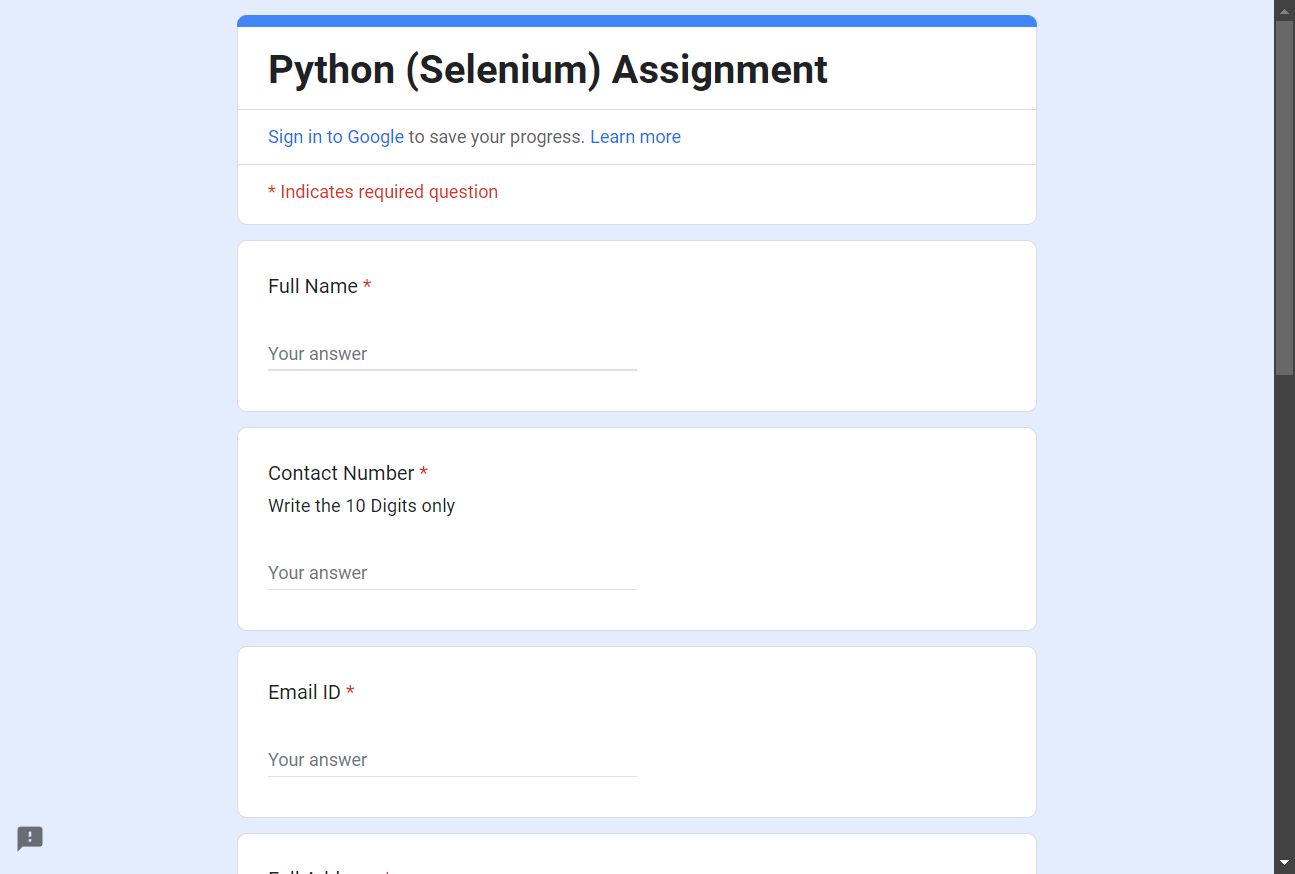 Python (Selenium) Assignment
Sign in to Google to save your progress. Learn more
* Indicates required question
Full Name *
Your answer
Contact Number *
Write the 10 Digits only
Your answer
Email ID *
Your answer